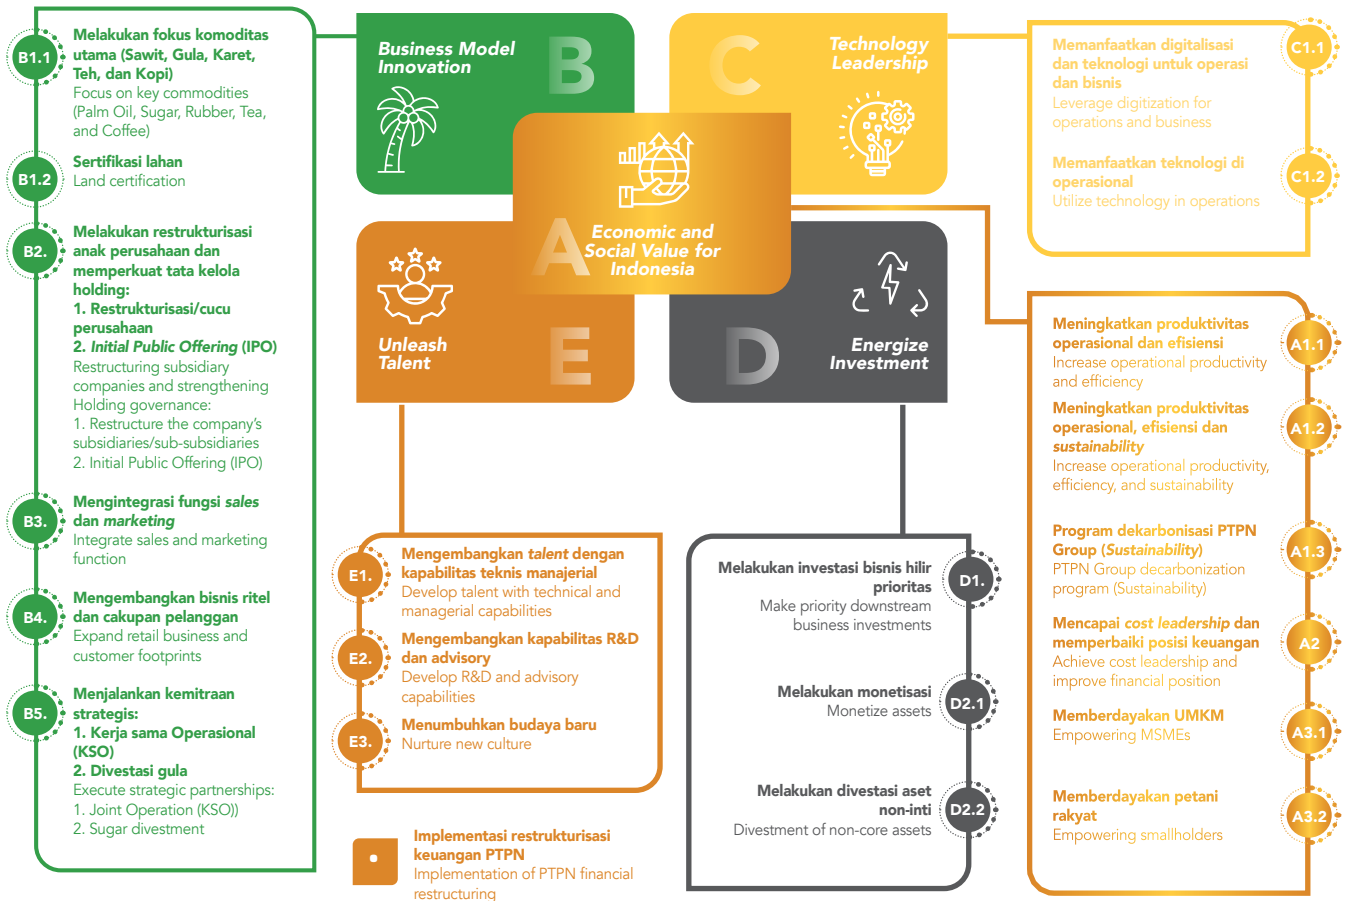 B1.1
Melakukan fokus komoditas
utama (Sawit, Gula, Karet,
Teh, dan Kopi)
Focus on key commodities
(Palm Oil, Sugar, Rubber, Tea,
and Coffee)
B1.2
Sertifikasi lahan
Land certification
B2.
Melakukan restrukturisasi
anak perusahaan dan
memperkuat tata kelola
holding:
1. Restrukturisasi/cucu
perusahaan
2. Initial Public Offering (IPO)
Restructuring subsidiary
companies and strengthening
Holding governance:
1. Restructure the company’s
subsidiaries/sub-subsidiaries
2. Initial Public Offering (IPO)
B3.
Mengintegrasi fungsi sales
dan marketing
Integrate sales and marketing
function
B4.
Mengembangkan bisnis ritel
dan cakupan pelanggan
Expand retail business and
customer footprints
B5.
Menjalankan kemitraan
strategis:
1. Kerja sama Operasional
(KSO)
2. Divestasi gula
Execute strategic partnerships:
1. Joint Operation (KSO))
2. Sugar divestment
Business Model
Innovation
B
C
Technology
Leadership
A
Economic and
Social Value for
Indonesia
Unleash
Talent
E
D
Energize
Investment
E1.
Mengembangkan talent dengan
kapabilitas teknis manajerial
Develop talent with technical and
managerial capabilities
E2.
Mengembangkan kapabilitas R&D
dan advisory
Develop R&D and advisory
capabilities
E3.
Menumbuhkan budaya baru
Nurture new culture
Implementasi restrukturisasi
keuangan PTPN
Implementation of PTPN financial
restructuring
Melakukan investasi bisnis hilir
prioritas
Make priority downstream
business investments
D1.
Melakukan monetisasi
Monetize assets
D2.1
Melakukan divestasi aset
non-inti
Divestment of non-core assets
D2.2
Memanfaatkan digitalisasi
dan teknologi untuk operasi
dan bisnis
Leverage digitization for
operations and business
C1.1
Memanfaatkan teknologi di
operasional
Utilize technology in operations
C1.2
Meningkatkan produktivitas
operasional dan efisiensi
Increase operational productivity
and efficiency
A1.1
Meningkatkan produktivitas
operasional, efisiensi dan
sustainability
Increase operational productivity,
efficiency, and sustainability
A1.2
Program dekarbonisasi PTPN
Group (Sustainability)
PTPN Group decarbonization
program (Sustainability)
A1.3
Mencapai cost leadership dan
memperbaiki posisi keuangan
Achieve cost leadership and
improve financial position
A2
Memberdayakan UMKM
Empowering MSMEs
A3.1
Memberdayakan petani
rakyat
Empowering smallholders
A3.2